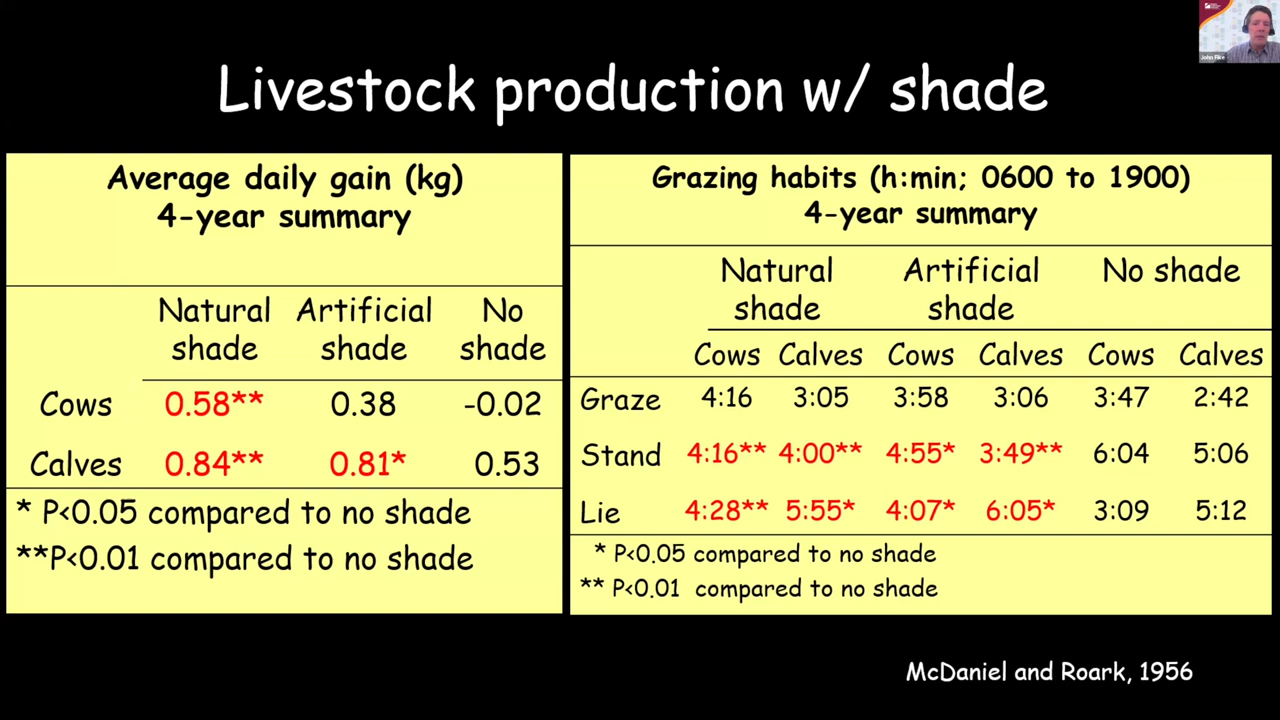 Livestock production w/ shade
Average daily gain (kg)
4-year summary
Natural shade Artificial shade No shade
Cows 0.58** 0.38 -0.02
Calves 0.84** 0.81* 0.53
* P<0.05 compared to no shade
**P<0.01 compared to no shade
Grazing habits (h:min; 0600 to 1900)
4-year summary
Natural shade Artificial shade No shade
Cows Calves Cows Calves Cows Calves
Graze 4:16 3:05 3:58 3:06 3:47 2:42
Stand 4:16** 4:00** 4:55* 3:49** 6:04 5:06
Lie 4:28** 5:55* 4:07* 6:05* 3:09 5:12
* P<0.05 compared to no shade
** P<0.01 compared to no shade
McDaniel and Roark, 1956
John Fike